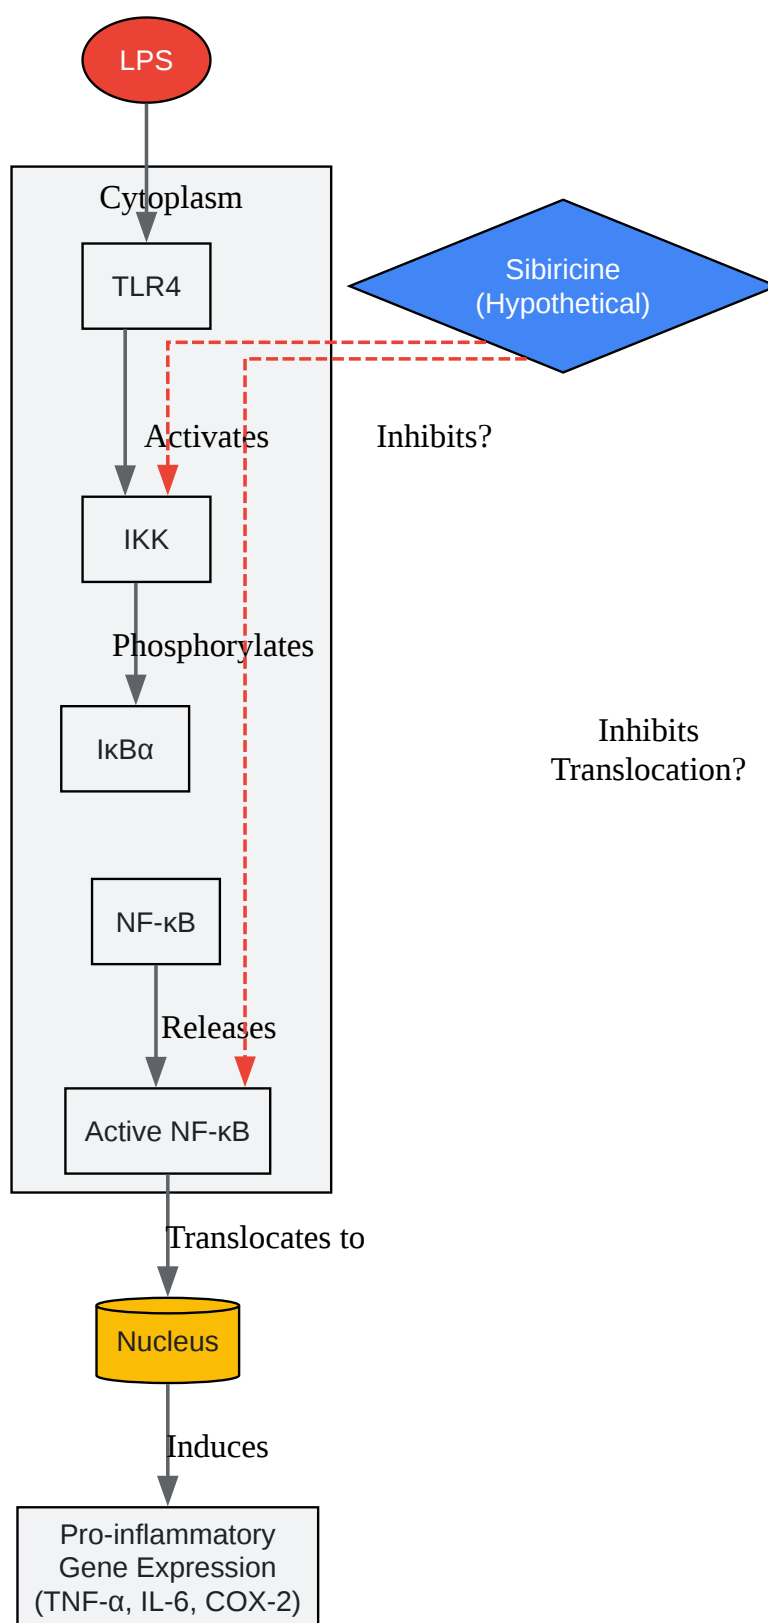 LPS
Cytoplasm
TLR4
Sibiricine
(Hypothetical)
Activates
Inhibits?
IKK
Phosphorylates
IκBα
Inhibits
Translocation?
NF-κB
Releases
Active NF-κB
Translocates to
Nucleus
Induces
Pro-inflammatory
Gene Expression
(TNF-α, IL-6, COX-2)